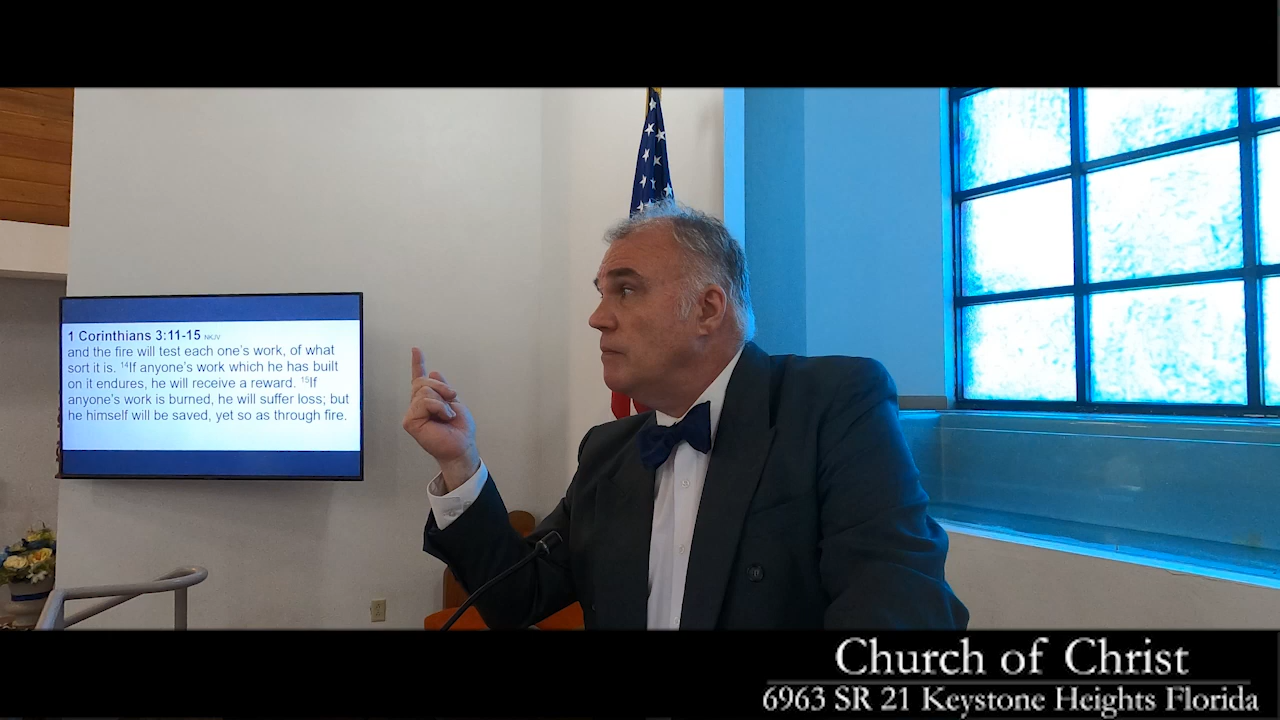 1 Corinthians 3:11-15 NKJV
and the fire will test each one’s work, of what
sort it is. ¹⁴If anyone’s work which he has built
on it endures, he will receive a reward. ¹⁵If
anyone’s work is burned, he will suffer loss; but
he himself will be saved, yet so as through fire.
Church of Christ
6963 SR 21 Keystone Heights Florida